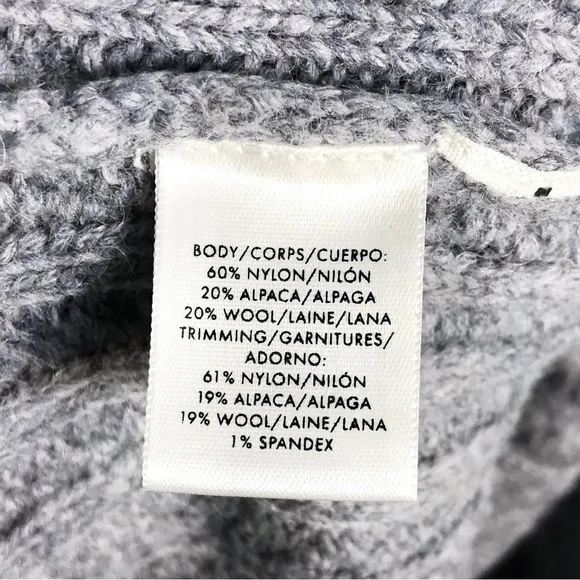 BODY/CORPS/CUERPO:
60% NYLON/NILÓN
20% ALPACA/ALPAGA
20% WOOL/LAINE/LANA
TRIMMING/GARNITURES/
ADORNO:
61% NYLON/NILÓN
19% ALPACA/ALPAGA
19% WOOL/LAINE/LANA
1% SPANDEX